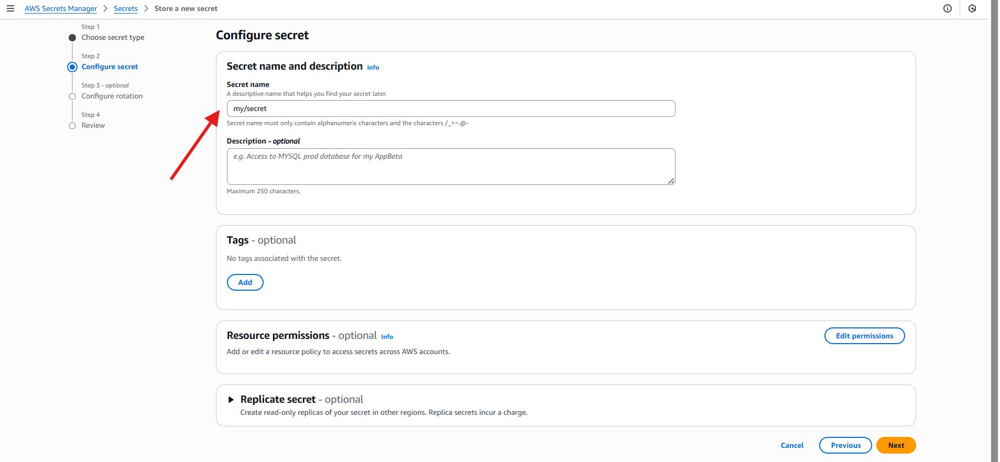 AWS Secrets Manager > Secrets > Store a new secret
Step 1
Choose secret type
Step 2
Configure secret
Step 3 - optional
Configure rotation
Step 4
Review
Configure secret
Secret name and description Info
Secret name
A descriptive name that helps you find your secret later.
my/secret
Secret name must only contain alphanumeric characters and the characters /_+=.@-
Description - optional
e.g. Access to MYSQL prod database for my AppBeta
Maximum 250 characters.
Tags - optional
No tags associated with the secret.
Add
Resource permissions - optional Info
Edit permissions
Add or edit a resource policy to access secrets across AWS accounts.
Replicate secret - optional
Create read-only replicas of your secret in other regions. Replica secrets incur a charge.
Cancel Previous Next